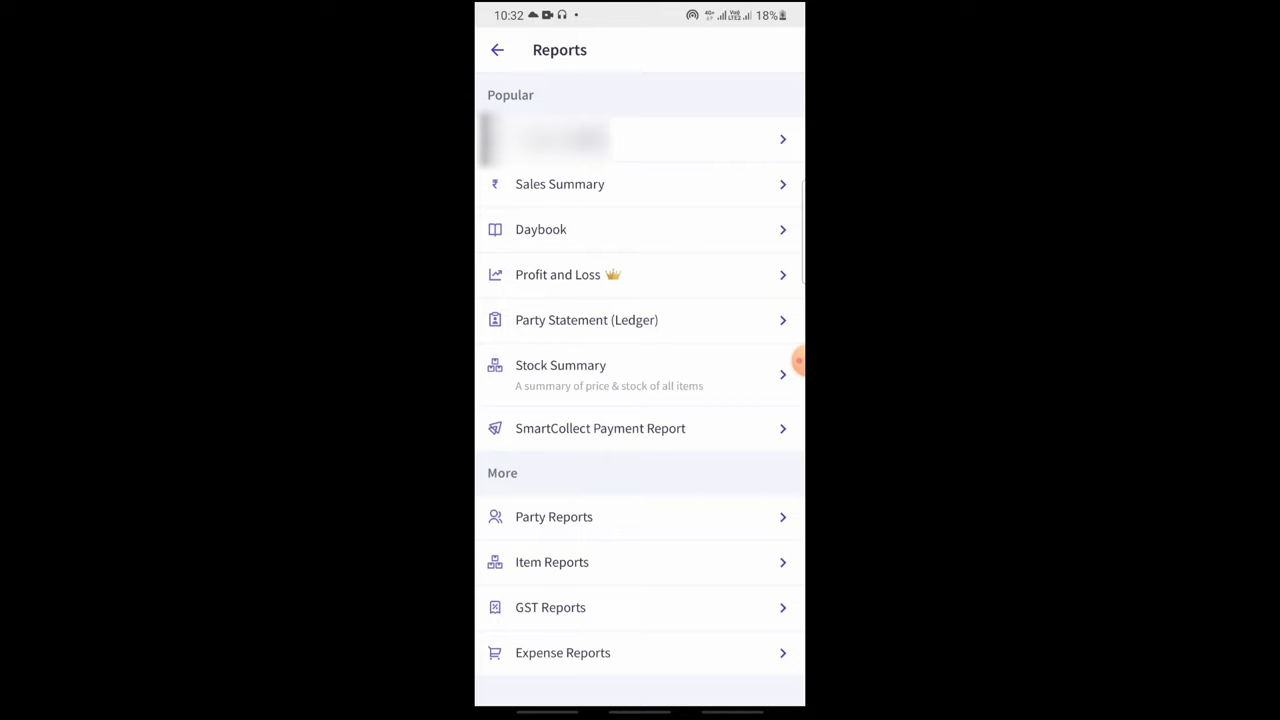 10:32
18%
Reports
Popular
₹ Sales Summary
Daybook
Profit and Loss
Party Statement (Ledger)
Stock Summary
A summary of price & stock of all items
SmartCollect Payment Report
More
Party Reports
Item Reports
GST Reports
Expense Reports